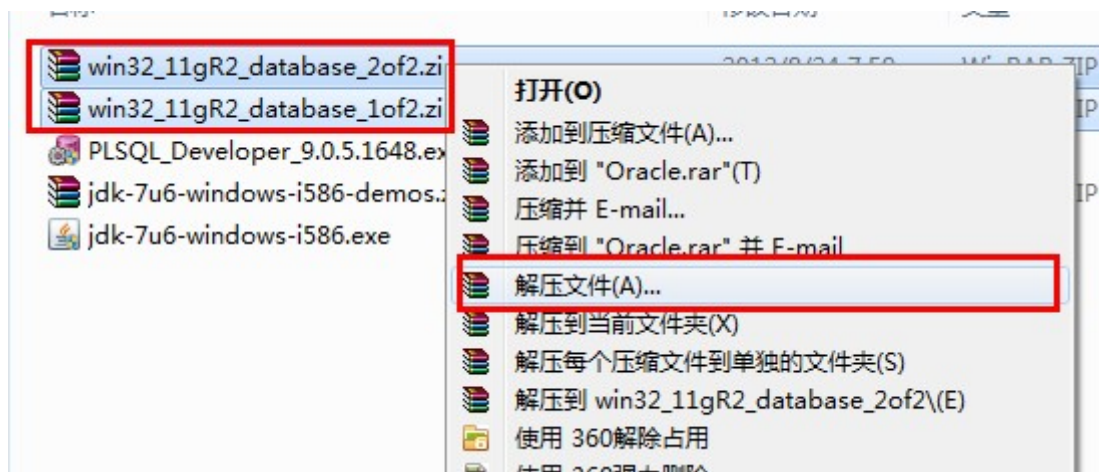 win32_11gR2_database_2of2.zi
win32_11gR2_database_1of2.zi
PLSQL_Developer_9.0.5.1648.ex
jdk-7u6-windows-i586-demos.z
jdk-7u6-windows-i586.exe
打开(O)
添加到压缩文件(A)...
添加到 "Oracle.rar"(T)
压缩并 E-mail...
压缩到 "Oracle.rar" 并 E-mail
解压文件(A)...
解压到当前文件夹(X)
解压每个压缩文件到单独的文件夹(S)
解压到 win32_11gR2_database_2of2\(E)
使用 360解除占用